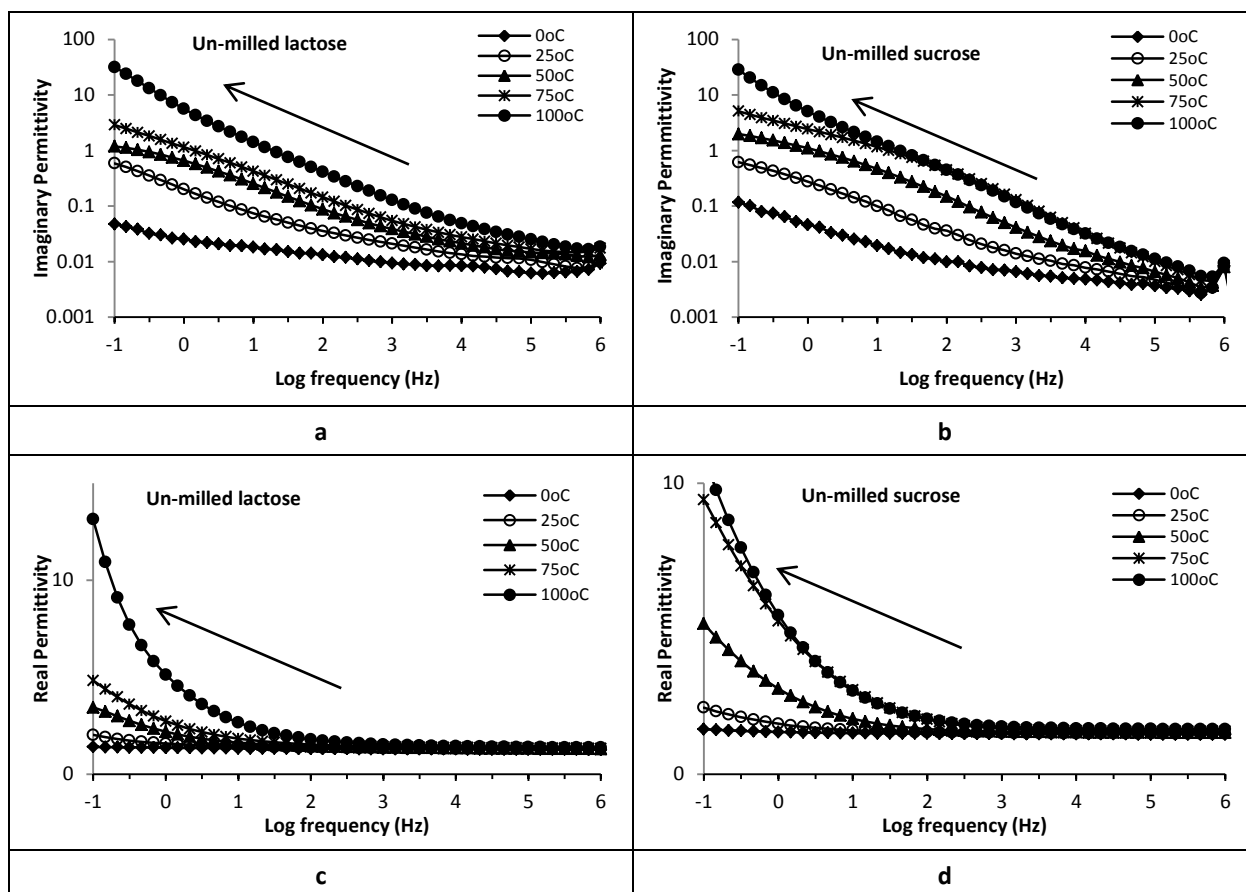 Un-milled lactose
Imaginary Permittivity
100
10
1
0.1
0.01
0.001
0oC
25oC
50oC
75oC
100oC
-1 0 1 2 3 4 5 6
Log frequency (Hz)
Un-milled sucrose
Imaginary Permittivity
100
10
1
0.1
0.01
0.001
0oC
25oC
50oC
75oC
100oC
-1 0 1 2 3 4 5 6
Log frequency (Hz)
a b
Un-milled lactose
Real Permittivity
10
0
0oC
25oC
50oC
75oC
100oC
-1 0 1 2 3 4 5 6
Log frequency (Hz)
Un-milled sucrose
Real Permittivity
10
0
0oC
25oC
50oC
75oC
100oC
-1 0 1 2 3 4 5 6
Log frequency (Hz)
c d